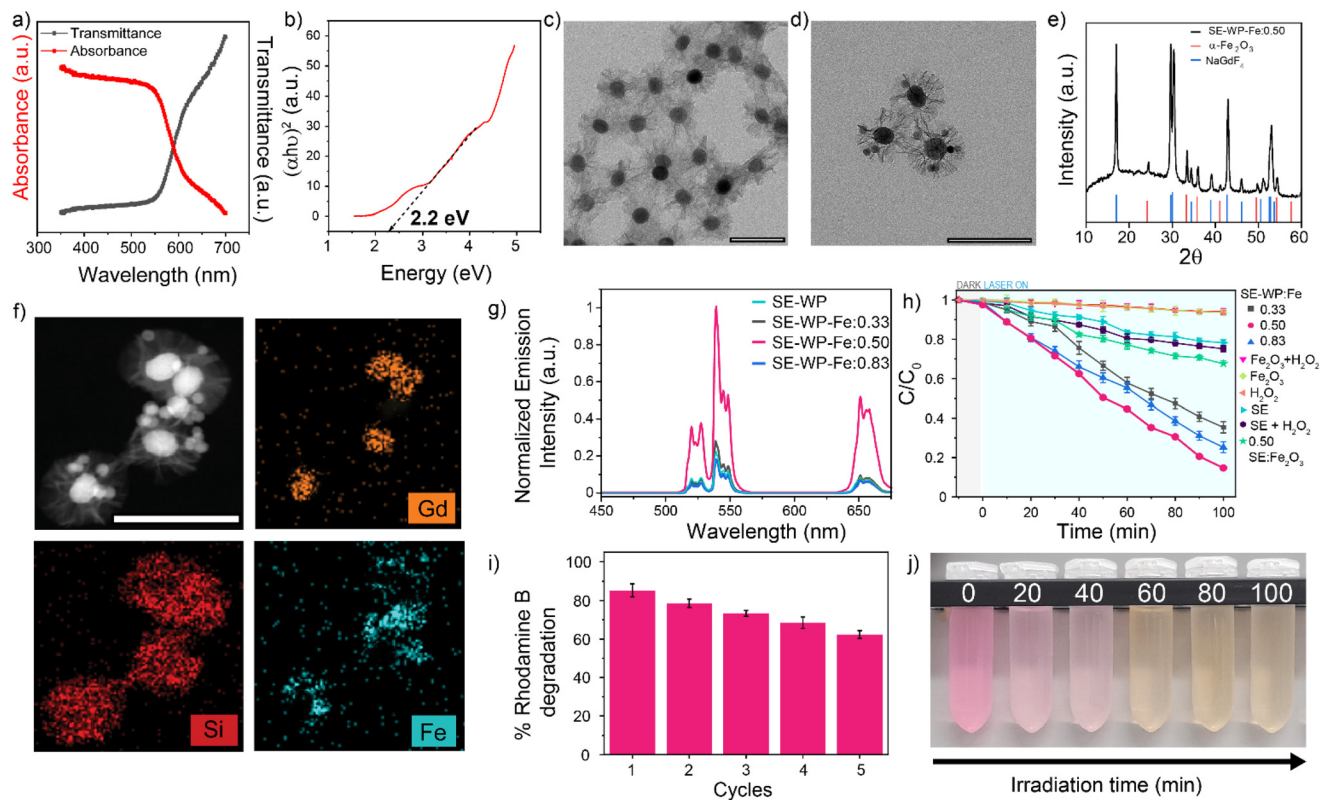 a)
Transmittance
Absorbance
Absorbance (a.u.)
Transmittance (a.u.)
300 400 500 600 700
Wavelength (nm)
b)
(αhυ)² (a.u.)
60
50
40
30
20
10
0
2.2 eV
1 2 3 4 5
Energy (eV)
c)
d)
e)
SE-WP-Fe:0.50
α-Fe₂O₃
NaGdF₄
Intensity (a.u.)
10 20 30 40 50 60
2θ
f)
Gd
Si
Fe
g)
SE-WP
SE-WP-Fe:0.33
SE-WP-Fe:0.50
SE-WP-Fe:0.83
Normalized Emission
Intensity (a.u.)
1
0.8
0.6
0.4
0.2
0
450 500 550 600 650
Wavelength (nm)
h)
DARK LASER ON
C/C₀
1
0.8
0.6
0.4
0.2
0
0 20 40 60 80 100
Time (min)
SE-WP:Fe
0.33
0.50
0.83
Fe₂O₃+H₂O₂
Fe₂O₃
H₂O₂
SE
SE + H₂O₂
0.50
SE:Fe₂O₃
i)
% Rhodamine B
degradation
100
80
60
40
20
0
1 2 3 4 5
Cycles
j)
0 20 40 60 80 100
Irradiation time (min)